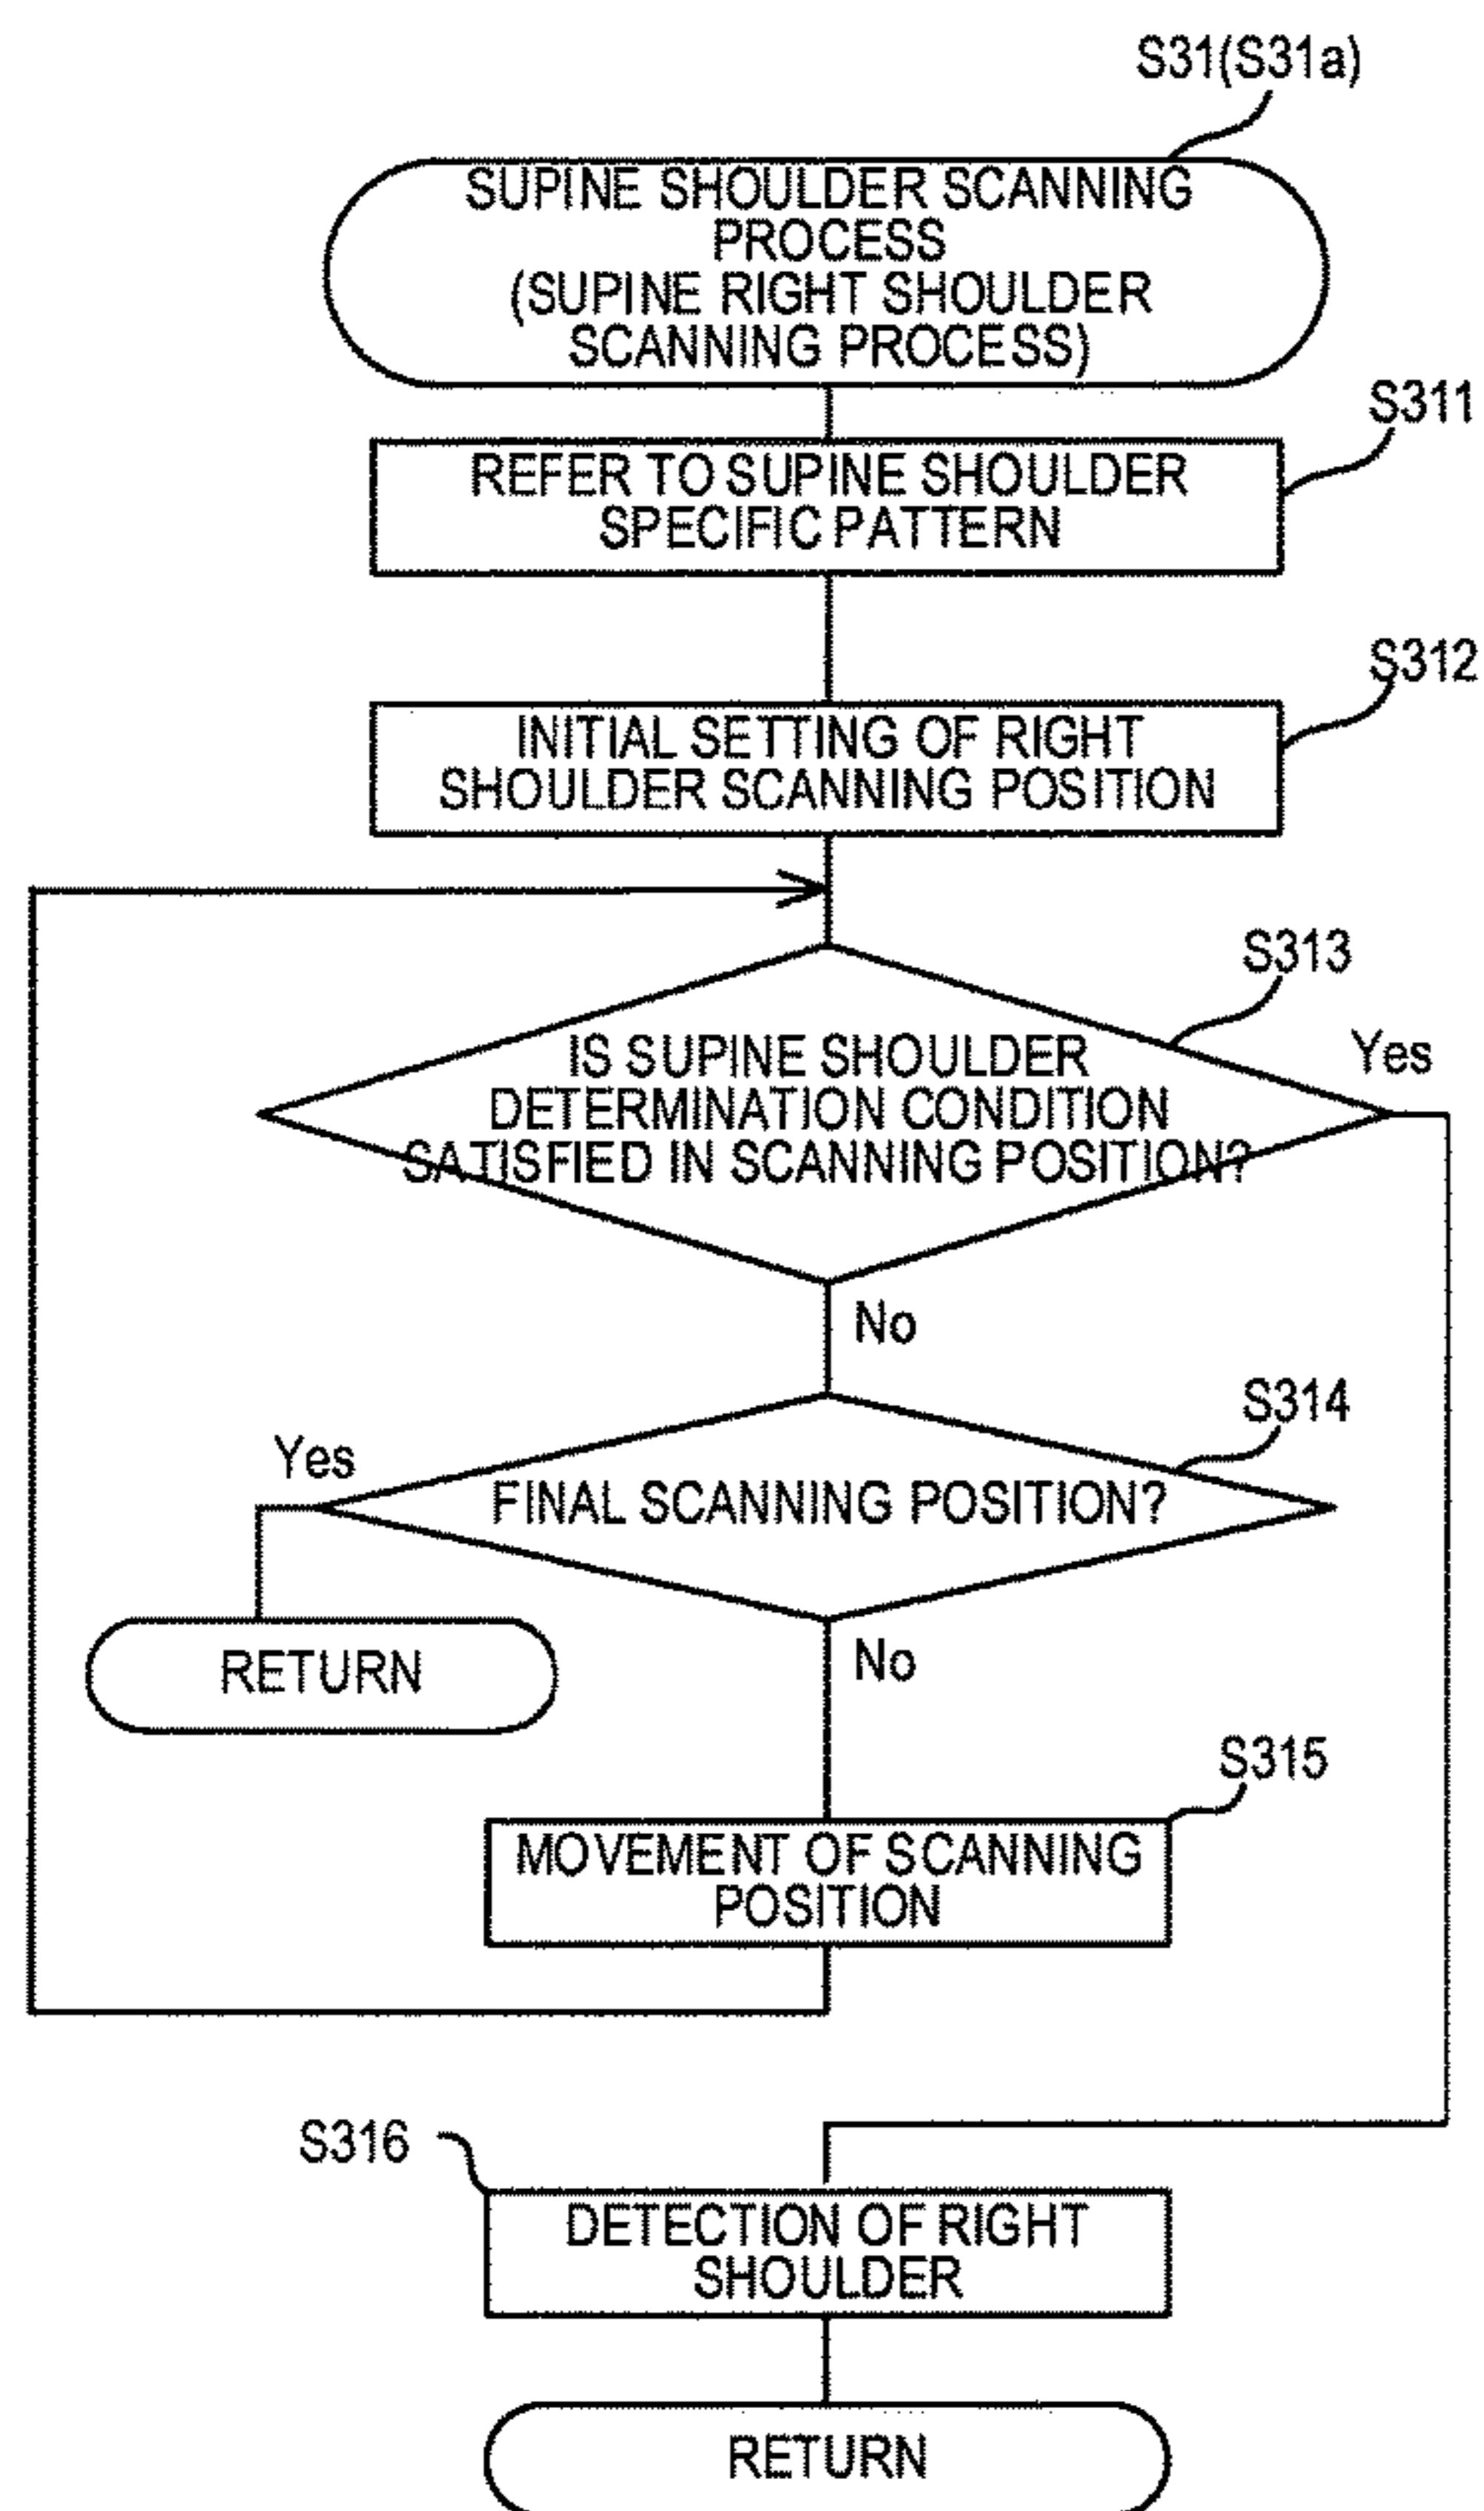 S31(S31a)
SUPINE SHOULDER SCANNING
PROCESS
(SUPINE RIGHT SHOULDER
SCANNING PROCESS)
S311
REFER TO SUPINE SHOULDER
SPECIFIC PATTERN
S312
INITIAL SETTING OF RIGHT
SHOULDER SCANNING POSITION
S313
IS SUPINE SHOULDER
DETERMINATION CONDITION
SATISFIED IN SCANNING POSITION?
Yes
No
S314
Yes
FINAL SCANNING POSITION?
RETURN
No
S315
MOVEMENT OF SCANNING
POSITION
S316
DETECTION OF RIGHT
SHOULDER
RETURN